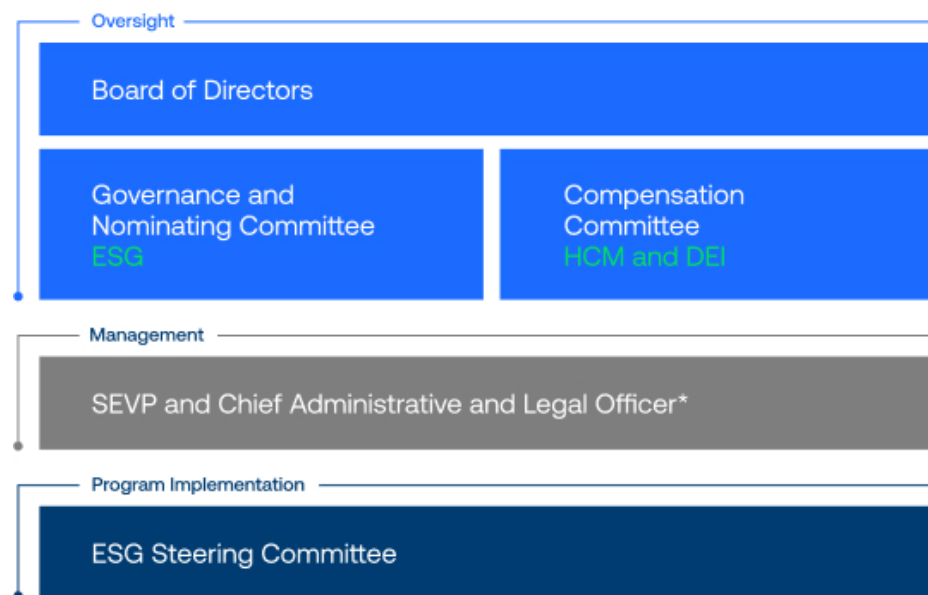 Oversight
Board of Directors
Governance and
Nominating Committee
ESG
Compensation
Committee
HCM and DEI
Management
SEVP and Chief Administrative and Legal Officer*
Program Implementation
ESG Steering Committee